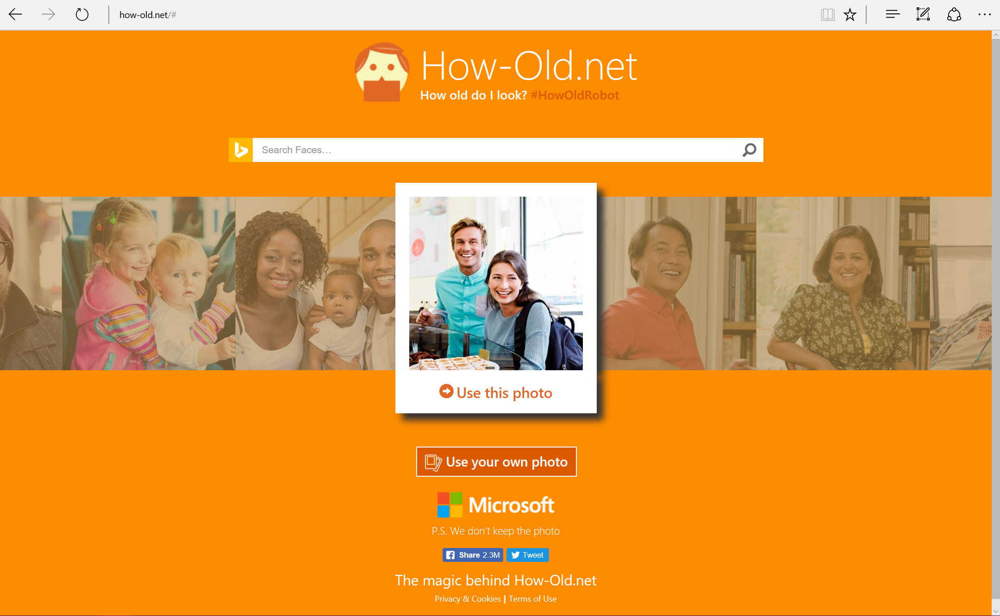 how-old.net/#
How-Old.net
How old do I look? #HowOldRobot
Search Faces...
Use this photo
Use your own photo
Microsoft
P.S. We don't keep the photo
Share 2.3M Tweet
The magic behind How-Old.net
Privacy & Cookies | Terms of Use